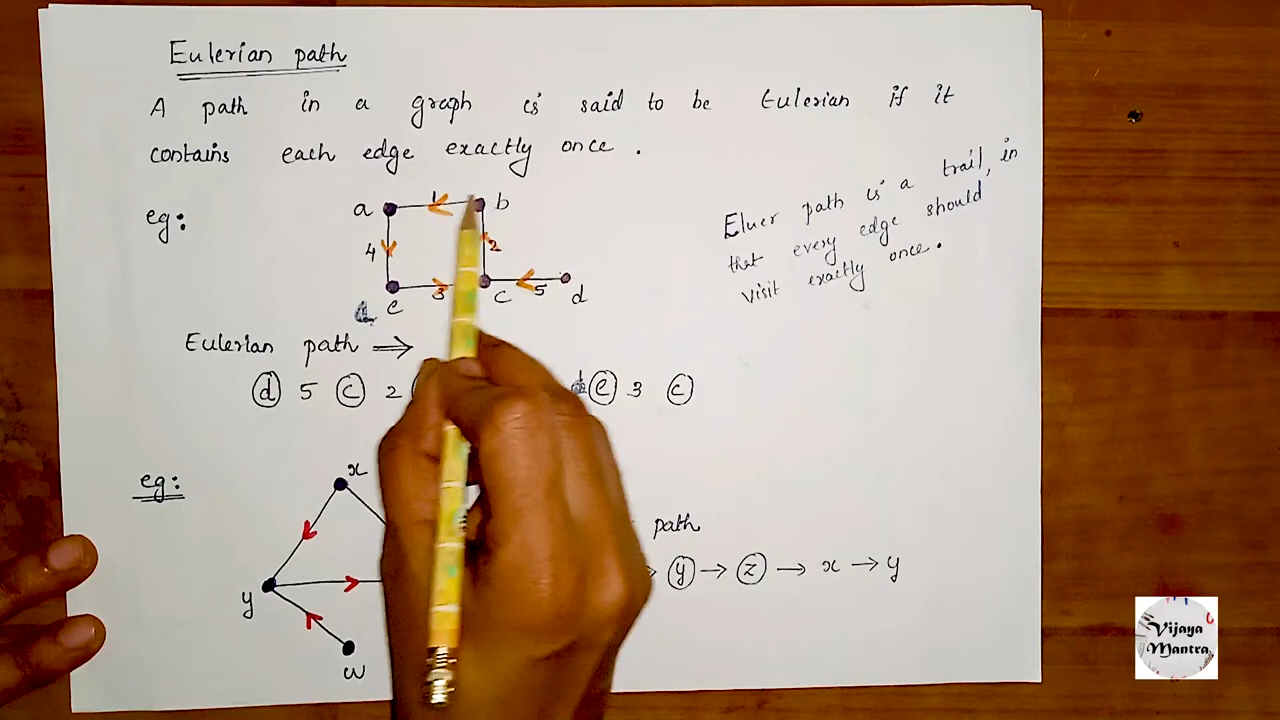 Eulerian path
A path in a graph is said to be Eulerian if it
contains each edge exactly once .
Eluer path is a trail, in
that every edge should
visit exactly once .
eg:
a 1 b
4 2
e 3 c 5 d
Eulerian path ⇒
d 5 c 2 e 3 c
eg:
x
path
y → z → x → y
y
w
Vijaya
Mantra